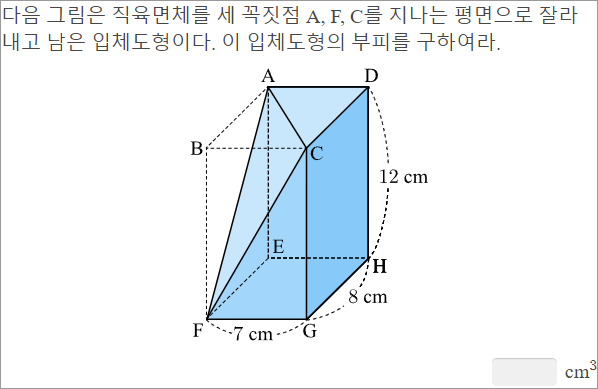 다음 그림은 직육면체를 세 꼭짓점 A, F, C를 지나는 평면으로 잘라
내고 남은 입체도형이다. 이 입체도형의 부피를 구하여라.
A
D
B
C
12 cm
E
H
8 cm
F
7 cm
G
cm³